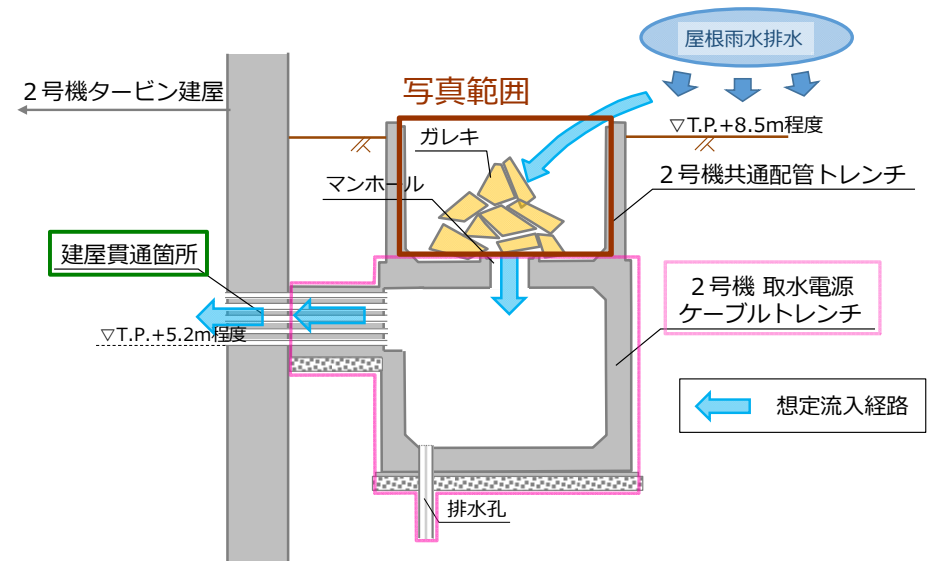 屋根雨水排水
２号機タービン建屋
写真範囲
▽T.P.+8.5m程度
ガレキ
マンホール
２号機共通配管トレンチ
建屋貫通箇所
２号機 取水電源
ケーブルトレンチ
▽T.P.+5.2m程度
想定流入経路
排水孔